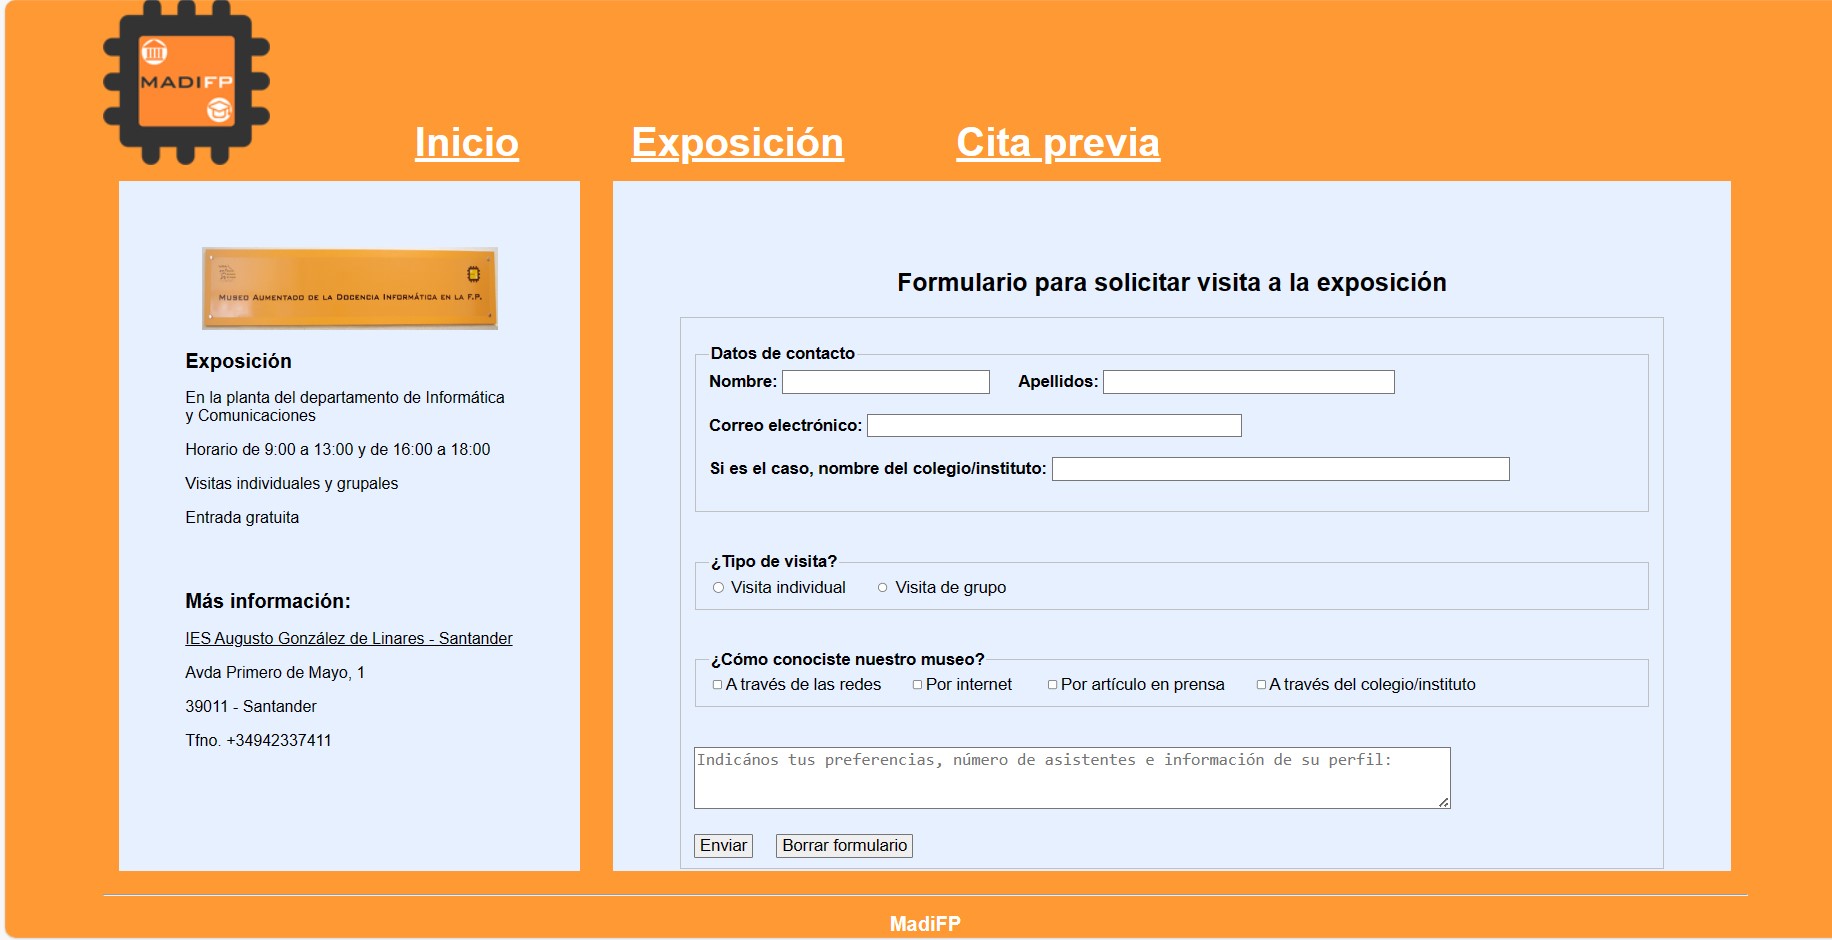 MADIFP
Inicio Exposición Cita previa
MUSEO AUMENTADO DE LA DOCENCIA INFORMÁTICA EN LA F.P.
Exposición
En la planta del departamento de Informática
y Comunicaciones
Horario de 9:00 a 13:00 y de 16:00 a 18:00
Visitas individuales y grupales
Entrada gratuita
Más información:
IES Augusto González de Linares - Santander
Avda Primero de Mayo, 1
39011 - Santander
Tfno. +34942337411
Formulario para solicitar visita a la exposición
Datos de contacto
Nombre: Apellidos:
Correo electrónico:
Si es el caso, nombre del colegio/instituto:
¿Tipo de visita?
Visita individual Visita de grupo
¿Cómo conociste nuestro museo?
A través de las redes Por internet Por artículo en prensa A través del colegio/instituto
Indicános tus preferencias, número de asistentes e información de su perfil:
Enviar Borrar formulario
MadiFP